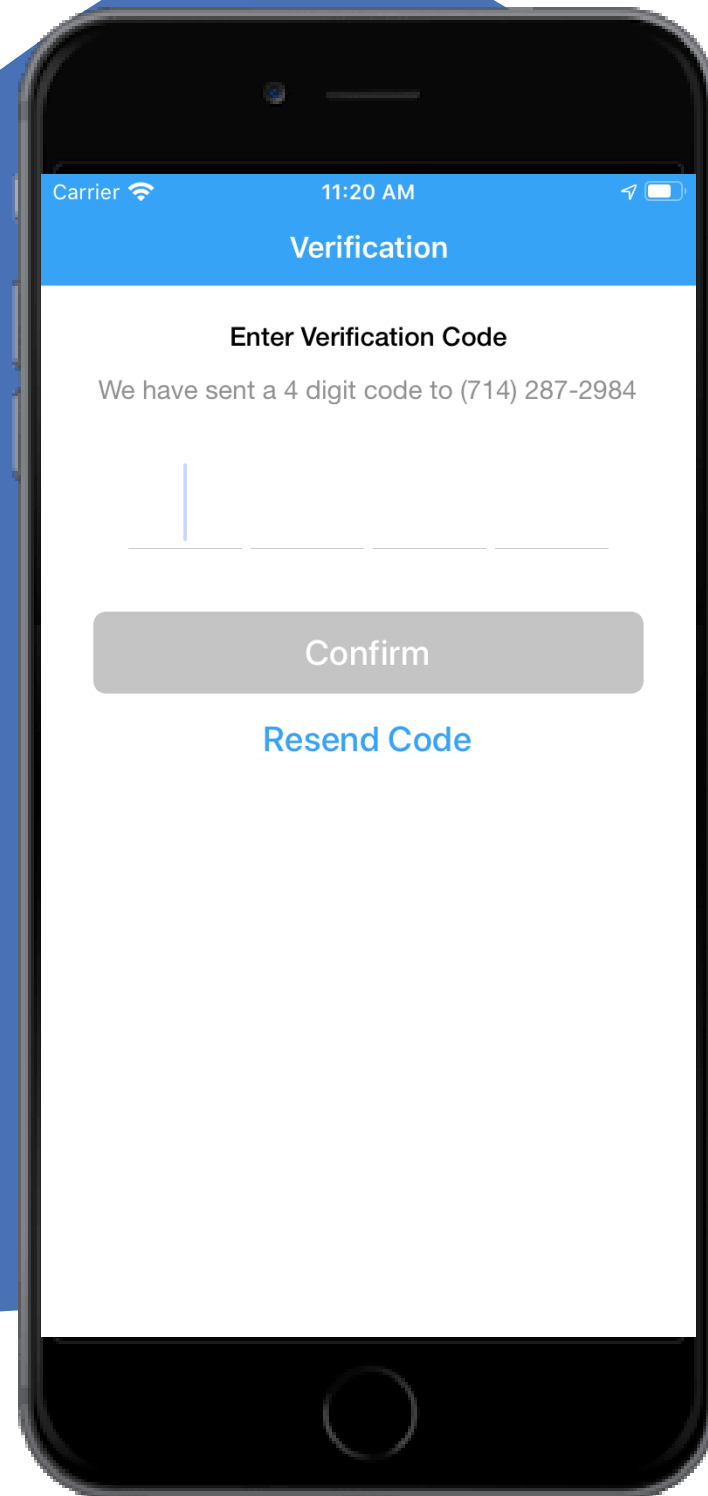 Carrier 11:20 AM
Verification
Enter Verification Code
We have sent a 4 digit code to (714) 287-2984
Confirm
Resend Code